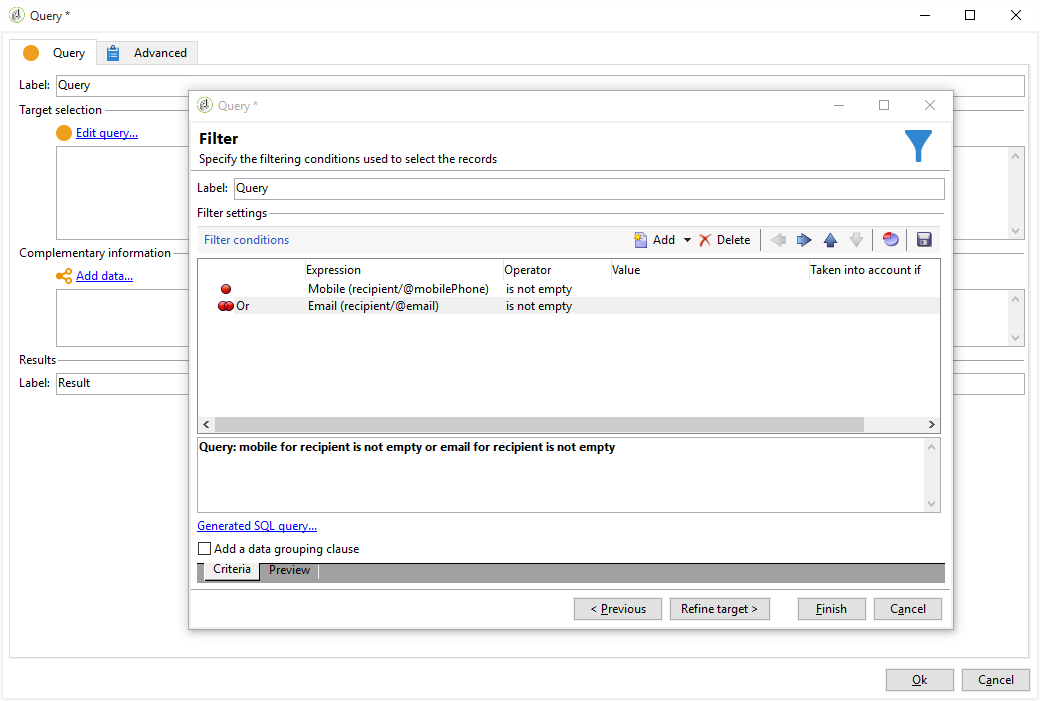 Query *
Query Advanced
Label: Query
Target selection
Edit query...
Complementary information
Add data...
Results
Label: Result
Query *
Filter
Specify the filtering conditions used to select the records
Label: Query
Filter settings
Filter conditions Add Delete
Expression Operator Value Taken into account if
Mobile (recipient/@mobilePhone) is not empty
Or Email (recipient/@email) is not empty
Query: mobile for recipient is not empty or email for recipient is not empty
Generated SQL query...
Add a data grouping clause
Criteria Preview
< Previous Refine target > Finish Cancel
Ok Cancel